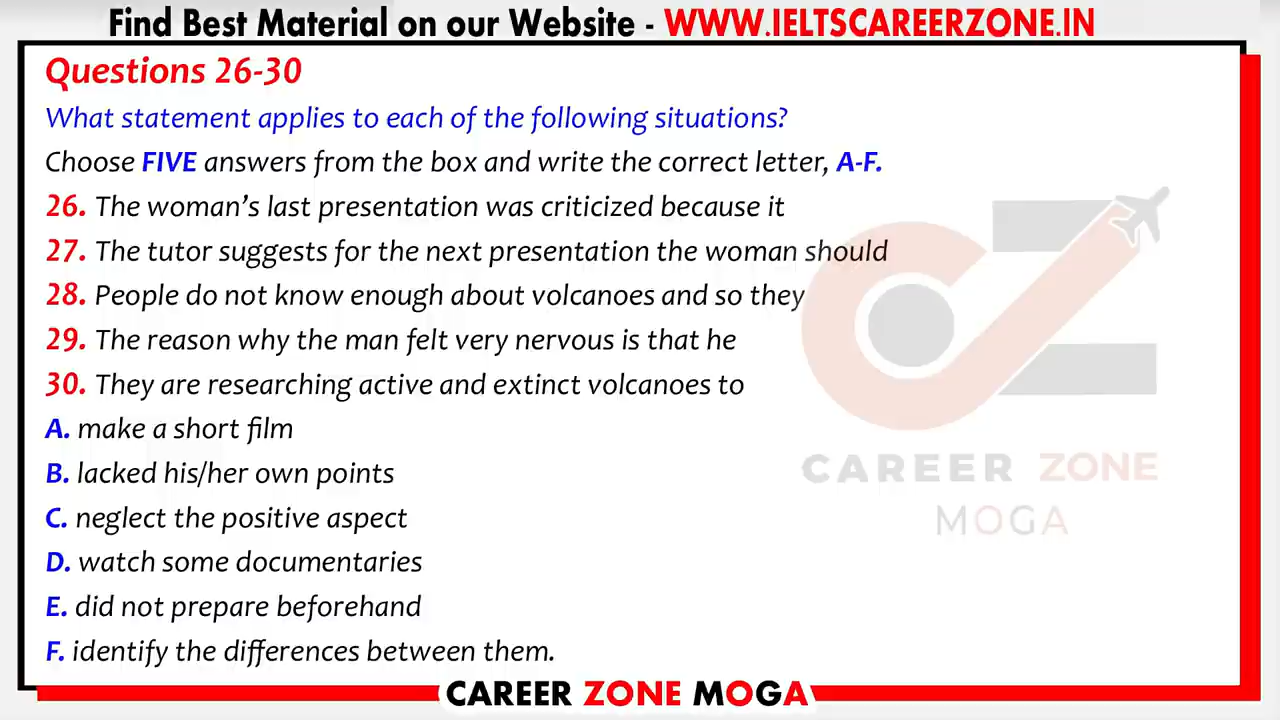 Find Best Material on our Website - WWW.IELTSCAREERZONE.IN
Questions 26-30
What statement applies to each of the following situations?
Choose FIVE answers from the box and write the correct letter, A-F.
26. The woman’s last presentation was criticized because it
27. The tutor suggests for the next presentation the woman should
28. People do not know enough about volcanoes and so they
29. The reason why the man felt very nervous is that he
30. They are researching active and extinct volcanoes to
A. make a short film
B. lacked his/her own points
C. neglect the positive aspect
D. watch some documentaries
E. did not prepare beforehand
F. identify the differences between them.
CAREER ZONE
MOGA
CAREER ZONE MOGA